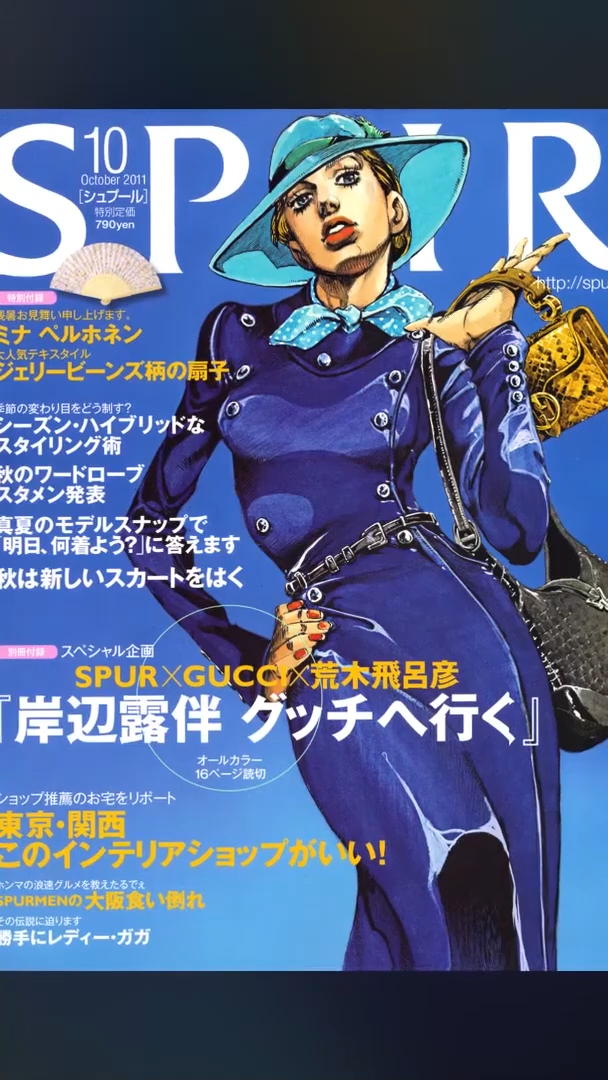 SPUR
10
October 2011
[シュプール]
特別定価
790yen
http://spu
特別付録
残暑お見舞い申し上げます。
ミナ ペルホネン
大人気テキスタイル
ジェリービーンズ柄の扇子
季節の変わり目をどう制す?
シーズン・ハイブリッドな
スタイリング術
秋のワードローブ
スタメン発表
真夏のモデルスナップで
「明日、何着よう?」に答えます
秋は新しいスカートをはく
別冊付録
スペシャル企画
SPUR×GUCCI×荒木飛呂彦
『岸辺露伴 グッチへ行く』
オールカラー
16ページ読切
ショップ推薦のお宅をリポート
東京・関西
このインテリアショップがいい!
ホンマの浪速グルメを教えたるでぇ
SPURMENの大阪食い倒れ
その伝説に迫ります
勝手にレディー・ガガ